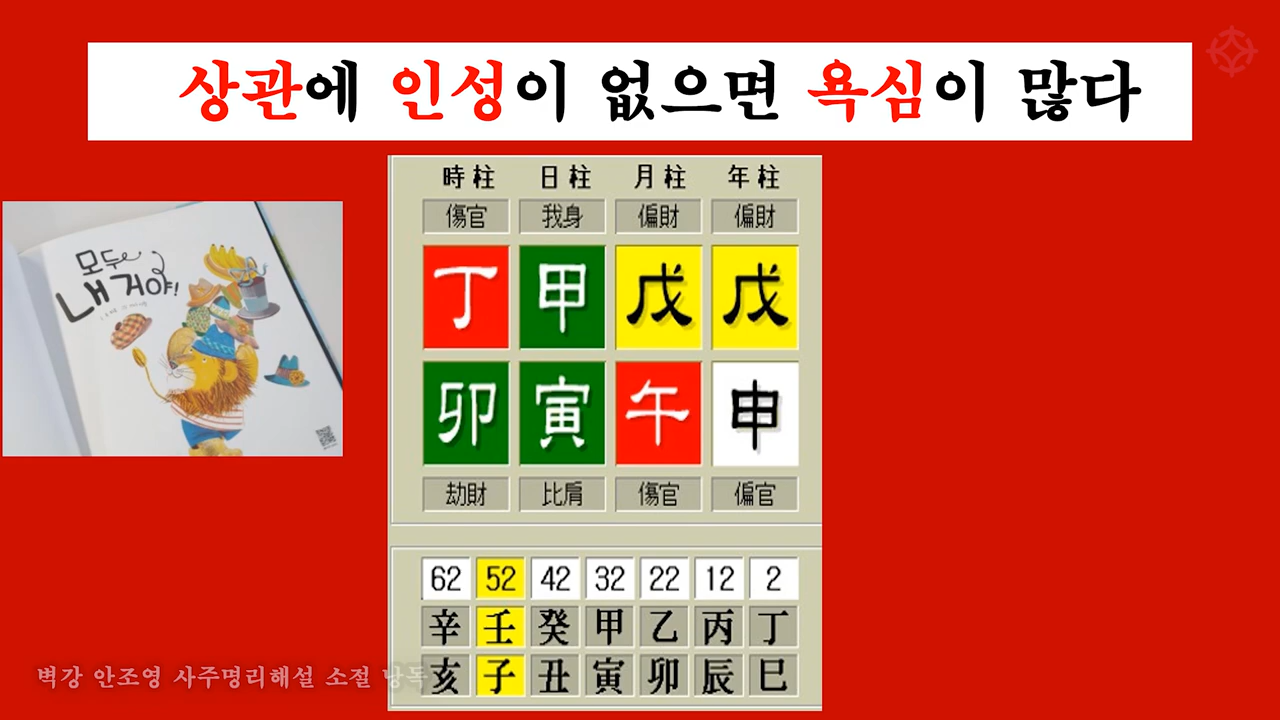 상관에 인성이 없으면 욕심이 많다
모두
내 거야!
時柱 日柱 月柱 年柱
傷官 我身 偏財 偏財
丁 甲 戊 戊
卯 寅 午 申
劫財 比肩 傷官 偏官
62 52 42 32 22 12 2
辛 壬 癸 甲 乙 丙 丁
亥 子 丑 寅 卯 辰 巳
벽강 안조영 사주명리해설 소절 낭독